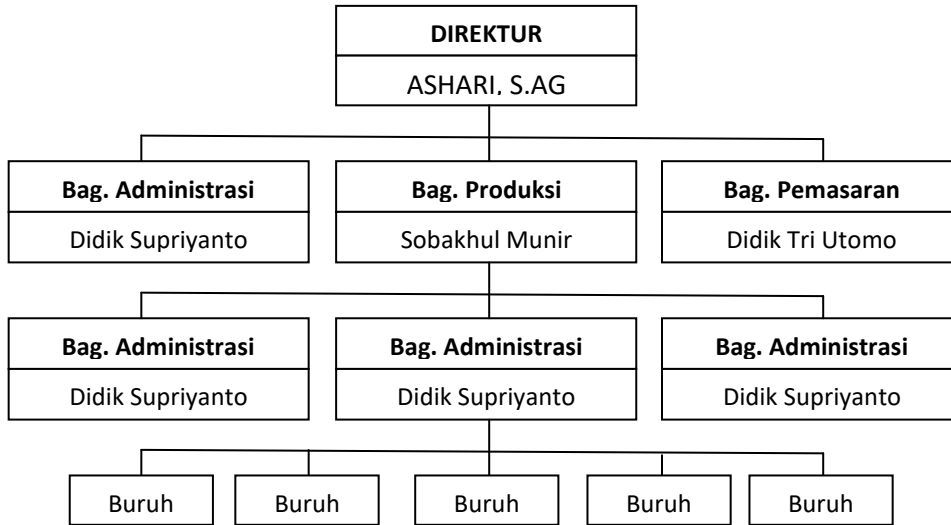 DIREKTUR
ASHARI, S.AG
Bag. Administrasi
Bag. Produksi
Bag. Pemasaran
Didik Supriyanto
Sobakhul Munir
Didik Tri Utomo
Bag. Administrasi
Bag. Administrasi
Bag. Administrasi
Didik Supriyanto
Didik Supriyanto
Didik Supriyanto
Buruh
Buruh
Buruh
Buruh
Buruh